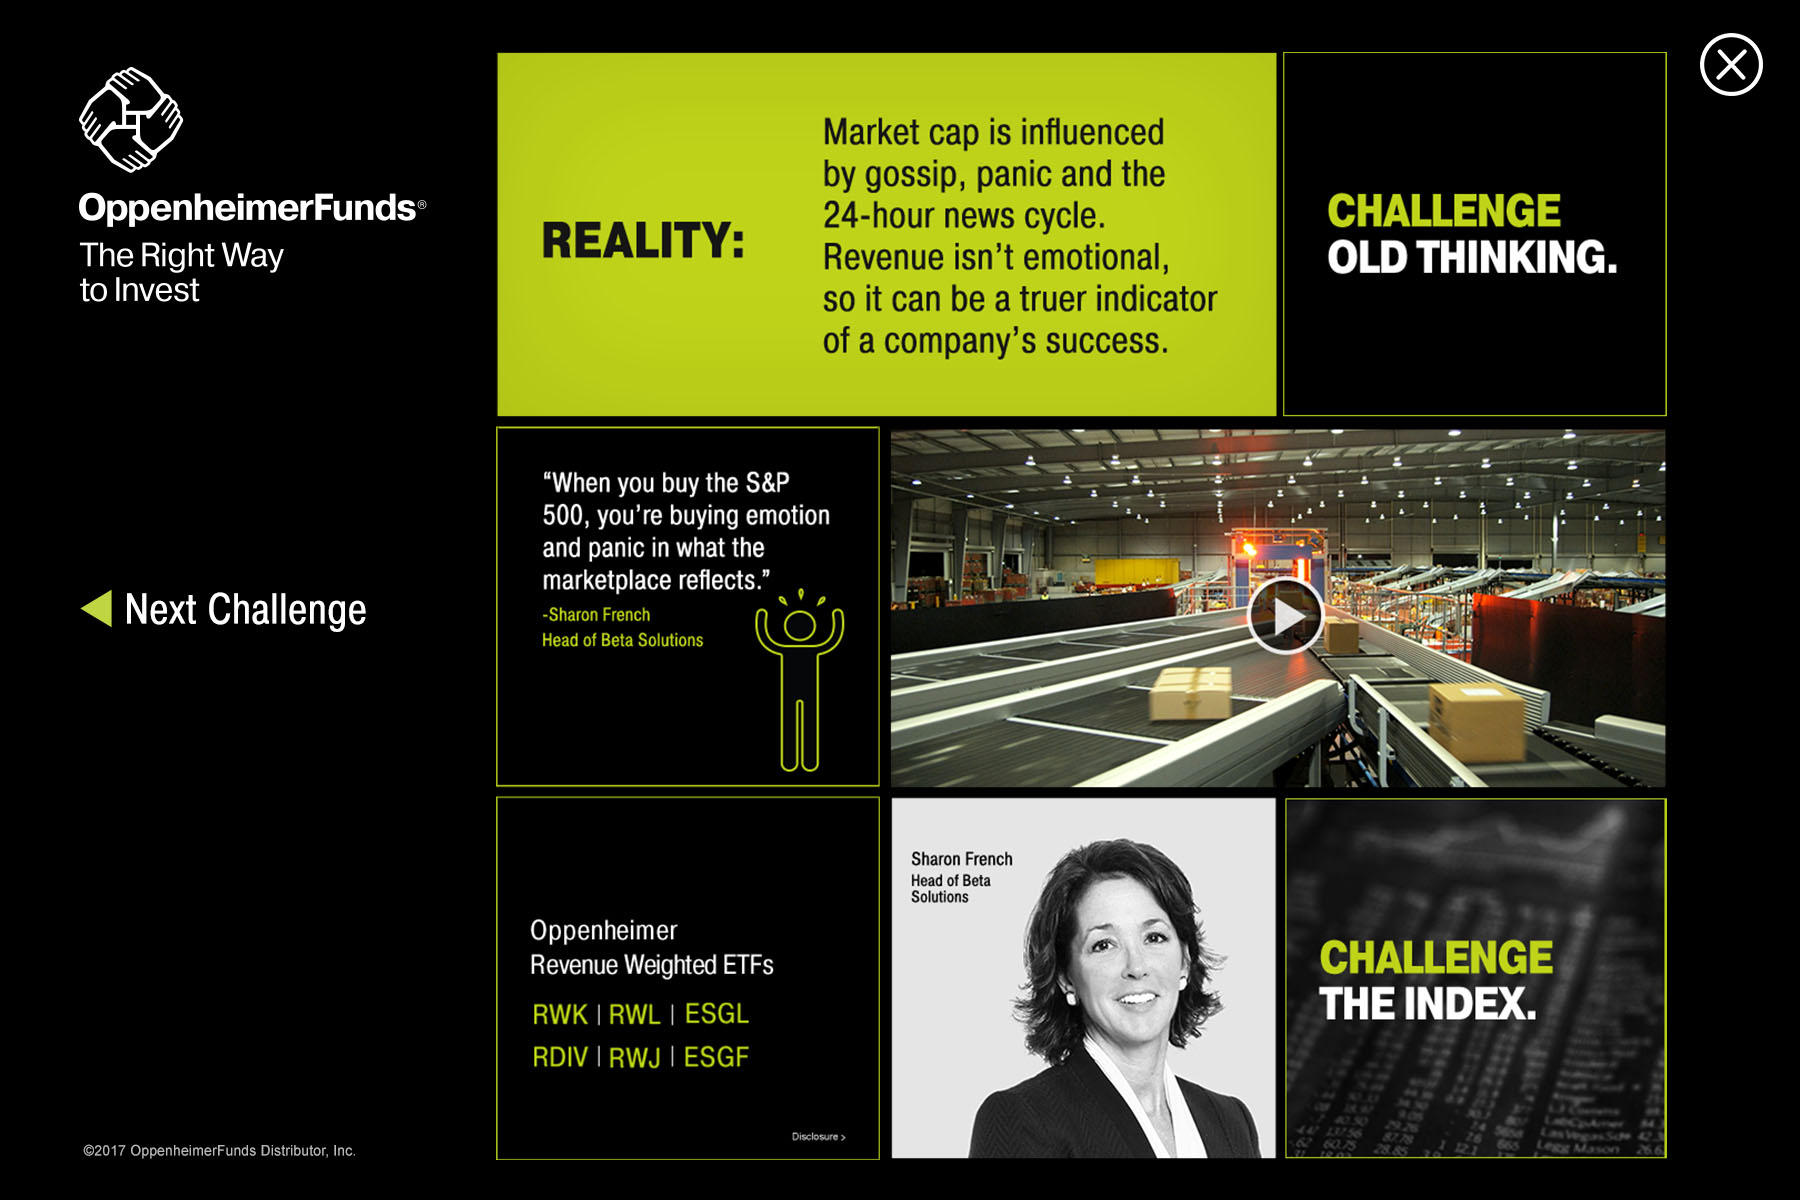 OppenheimerFunds®
The Right Way
to Invest
REALITY:
Market cap is influenced
by gossip, panic and the
24-hour news cycle.
Revenue isn’t emotional,
so it can be a truer indicator
of a company’s success.
CHALLENGE
OLD THINKING.
Next Challenge
“When you buy the S&P
500, you’re buying emotion
and panic in what the
marketplace reflects.”
-Sharon French
Head of Beta Solutions
Oppenheimer
Revenue Weighted ETFs
RWK | RWL | ESGL
RDIV | RWJ | ESGF
Disclosure >
Sharon French
Head of Beta
Solutions
CHALLENGE
THE INDEX.
Legg Mason
©2017 OppenheimerFunds Distributor, Inc.